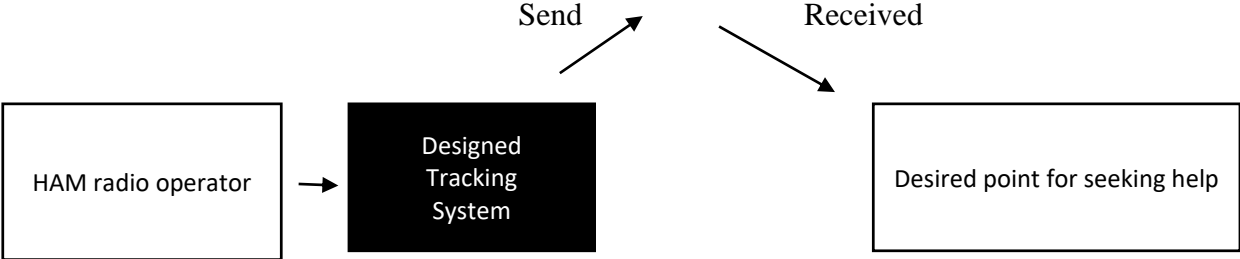 Send
Received
HAM radio operator
Designed
Tracking
System
Desired point for seeking help